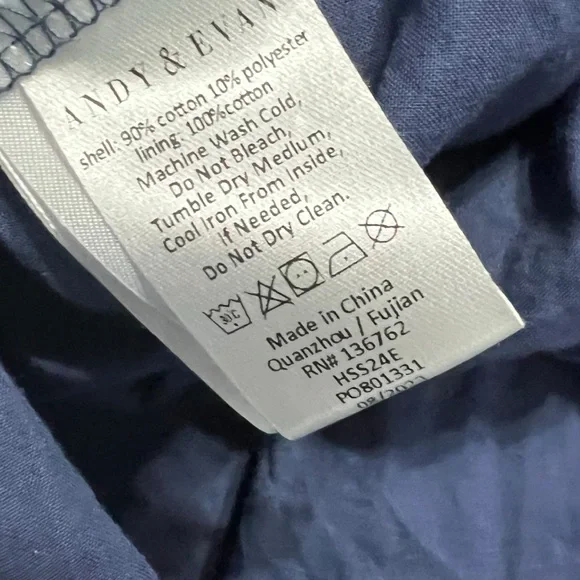 ANDY & EVAN
shell: 90% cotton 10% polyester
lining: 100%cotton
Machine Wash Cold,
Do Not Bleach,
Tumble Dry Medium,
Cool Iron From Inside,
If Needed,
Do Not Dry Clean.
30C
Made in China
Quanzhou / Fujian
RN# 136762
HSS24E
PO801331